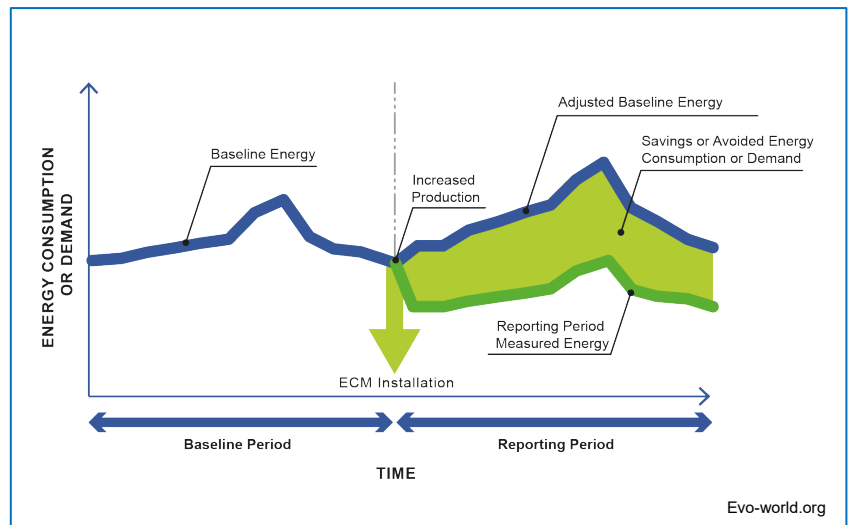 Adjusted Baseline Energy
Savings or Avoided Energy
Consumption or Demand
Baseline Energy
Increased
Production
ENERGY CONSUMPTION
OR DEMAND
Reporting Period
Measured Energy
ECM Installation
Baseline Period
Reporting Period
TIME
Evo-world.org